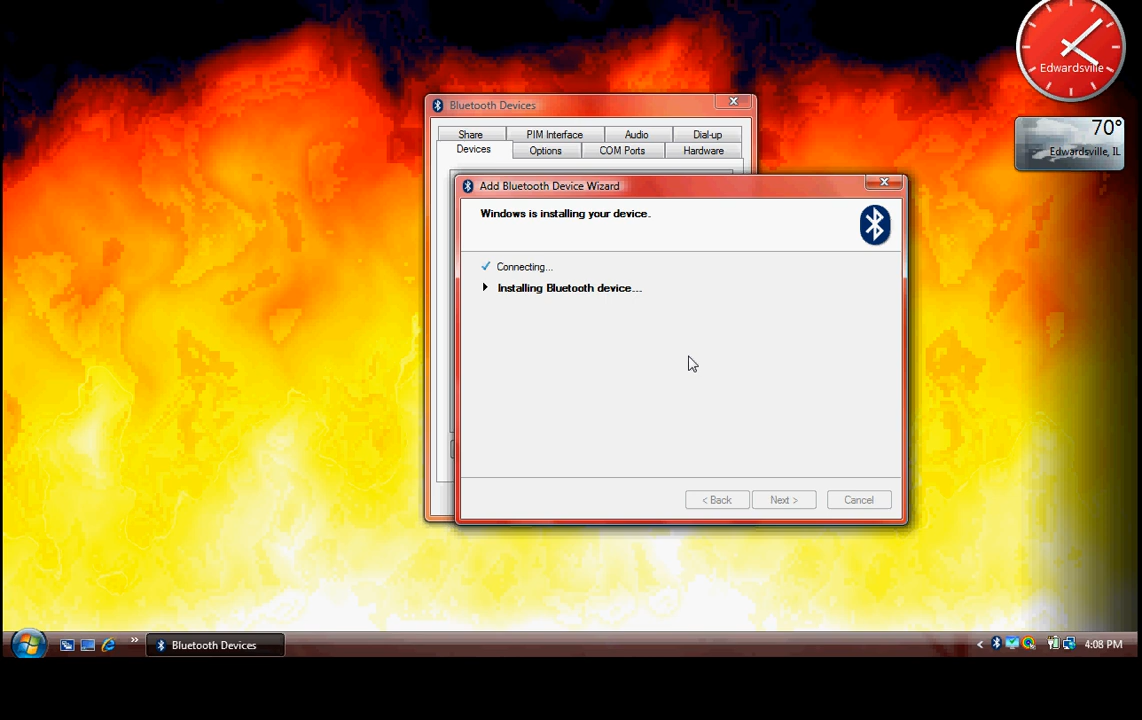 Edwardsville
70°
Edwardsville, IL
Bluetooth Devices
Share PIM Interface Audio Dial-up
Devices Options COM Ports Hardware
Add Bluetooth Device Wizard
Windows is installing your device.
Connecting...
Installing Bluetooth device...
< Back Next > Cancel
Bluetooth Devices
4:08 PM